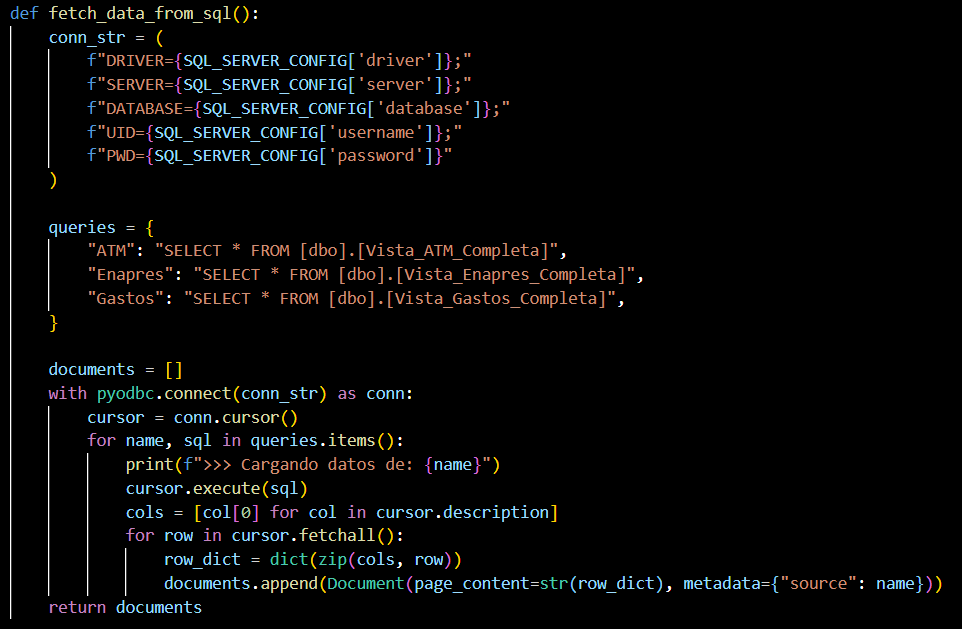 def fetch_data_from_sql():
    conn_str = (
        f"DRIVER={SQL_SERVER_CONFIG['driver']};"
        f"SERVER={SQL_SERVER_CONFIG['server']};"
        f"DATABASE={SQL_SERVER_CONFIG['database']};"
        f"UID={SQL_SERVER_CONFIG['username']};"
        f"PWD={SQL_SERVER_CONFIG['password']}"
    )

    queries = {
        "ATM": "SELECT * FROM [dbo].[Vista_ATM_Completa]",
        "Enapres": "SELECT * FROM [dbo].[Vista_Enapres_Completa]",
        "Gastos": "SELECT * FROM [dbo].[Vista_Gastos_Completa]",
    }

    documents = []
    with pyodbc.connect(conn_str) as conn:
        cursor = conn.cursor()
        for name, sql in queries.items():
            print(f">>> Cargando datos de: {name}")
            cursor.execute(sql)
            cols = [col[0] for col in cursor.description]
            for row in cursor.fetchall():
                row_dict = dict(zip(cols, row))
                documents.append(Document(page_content=str(row_dict), metadata={"source": name}))
    return documents